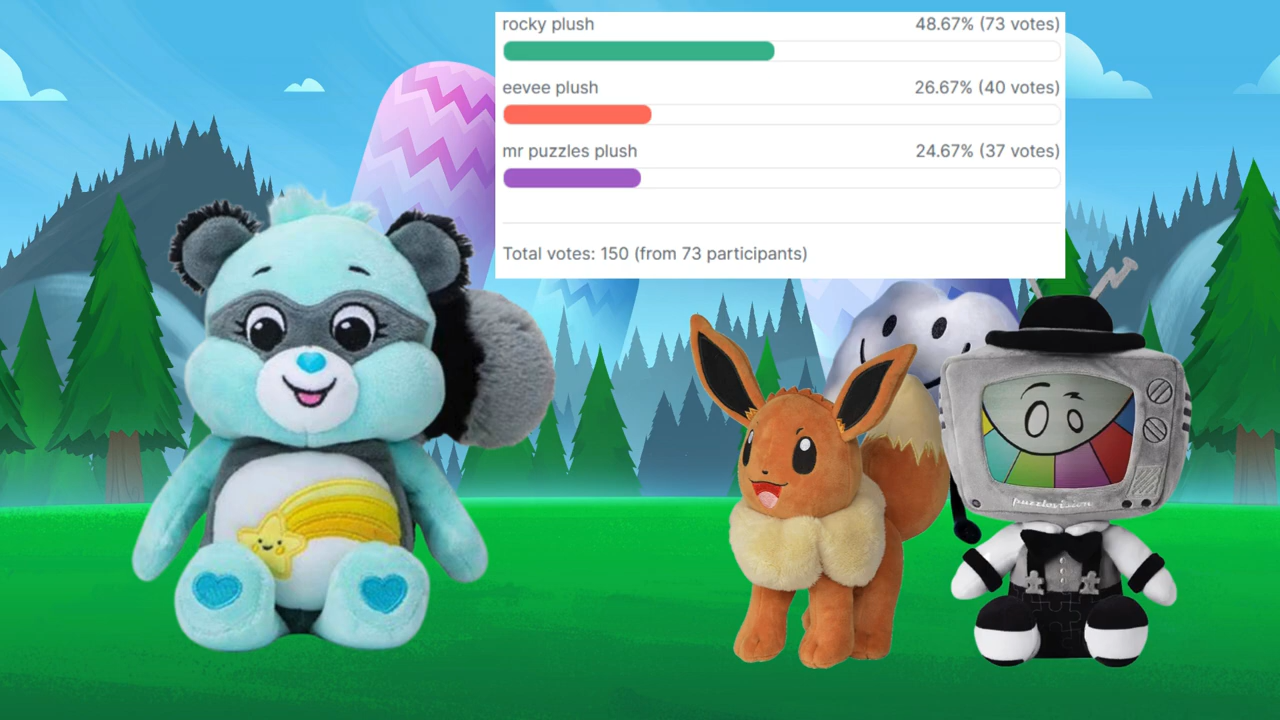 rocky plush 48.67% (73 votes)
eevee plush 26.67% (40 votes)
mr puzzles plush 24.67% (37 votes)
Total votes: 150 (from 73 participants)
puzzlevision